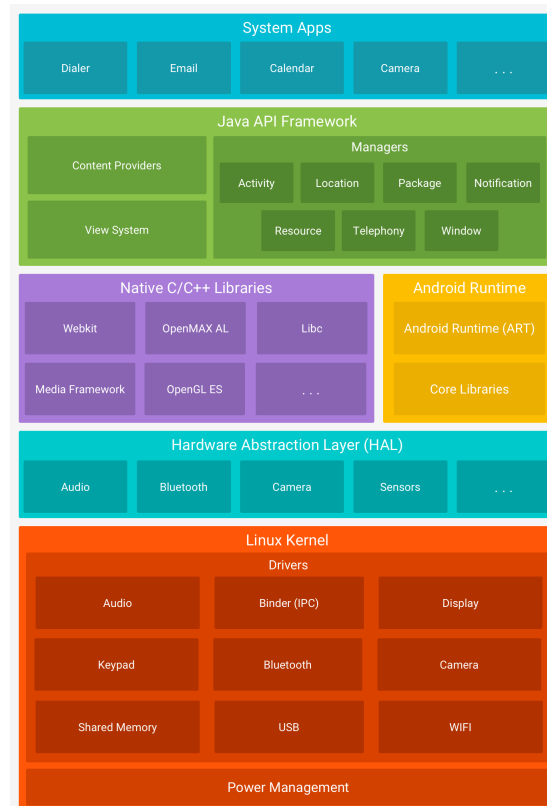 System Apps
Dialer
Email
Calendar
Camera
. . .
Java API Framework
Content Providers
View System
Managers
Activity
Location
Package
Notification
Resource
Telephony
Window
Native C/C++ Libraries
Webkit
OpenMAX AL
Libc
Media Framework
OpenGL ES
. . .
Android Runtime
Android Runtime (ART)
Core Libraries
Hardware Abstraction Layer (HAL)
Audio
Bluetooth
Camera
Sensors
. . .
Linux Kernel
Drivers
Audio
Binder (IPC)
Display
Keypad
Bluetooth
Camera
Shared Memory
USB
WIFI
Power Management